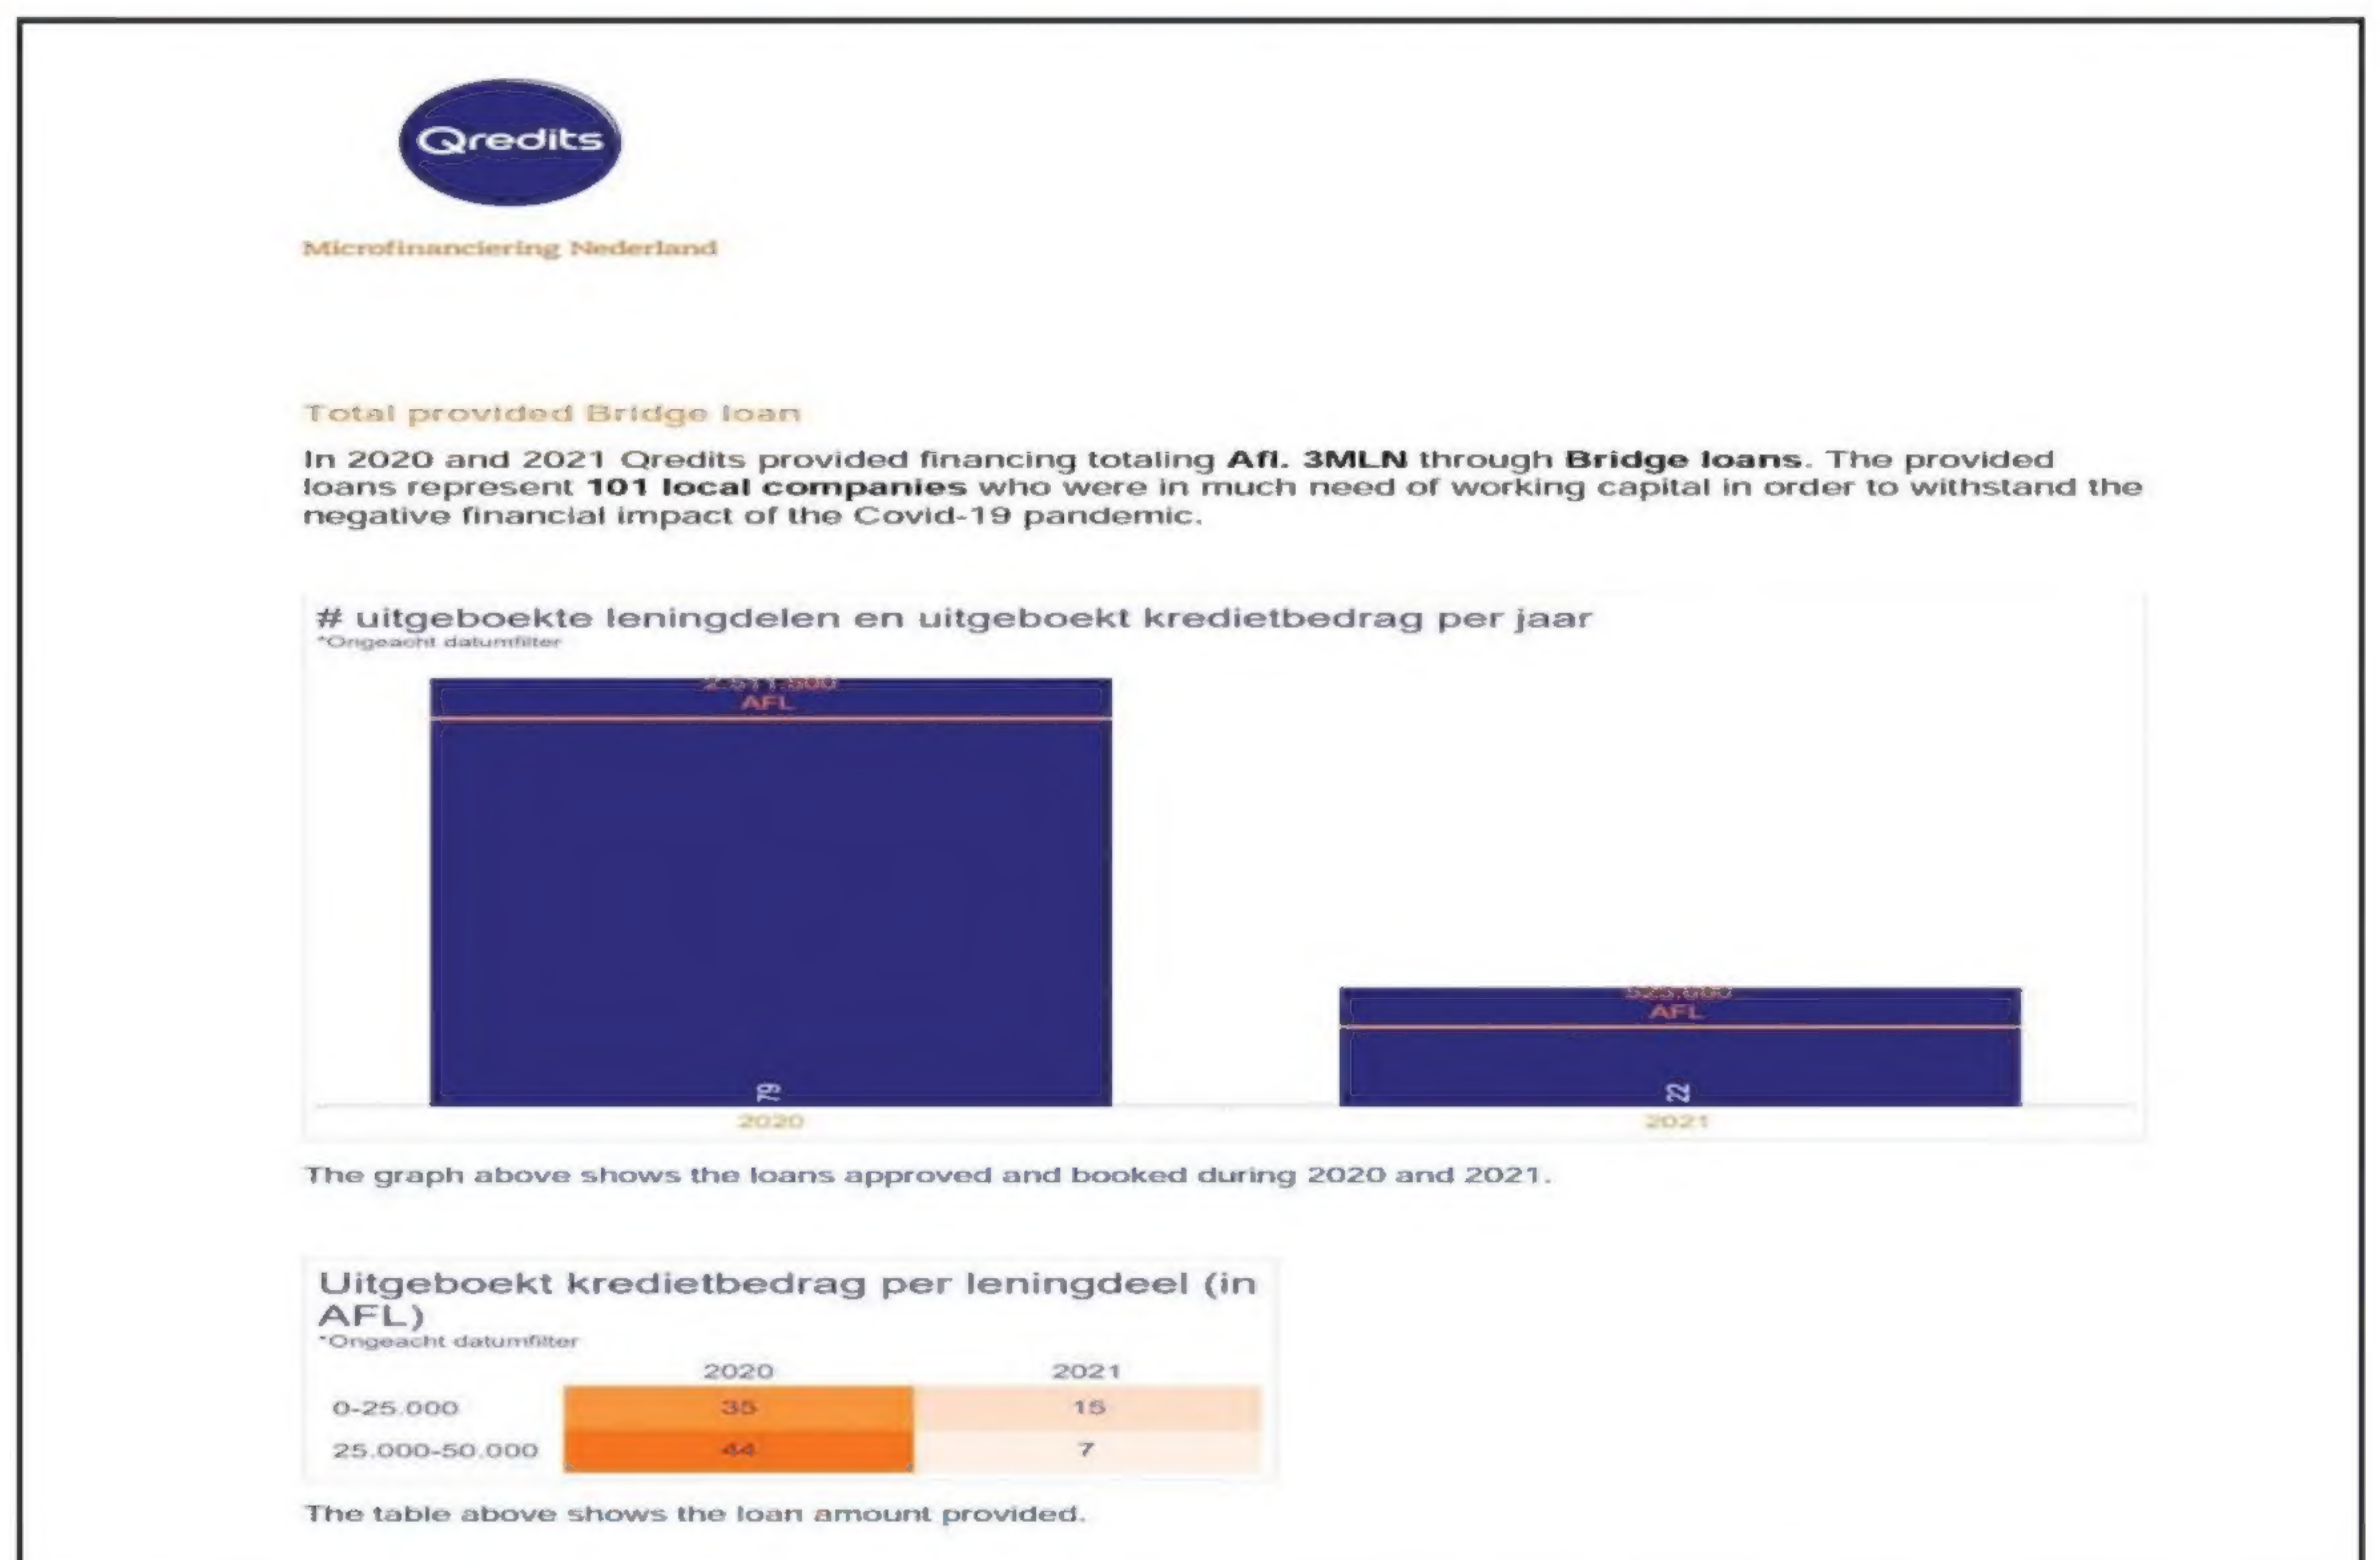 Qredits
Microfinanciering Nederland
Total provided Bridge loan
In 2020 and 2021 Qredits provided financing totaling Afl. 3MLN through Bridge loans. The provided
loans represent 101 local companies who were in much need of working capital in order to withstand the
negative financial impact of the Covid-19 pandemic.
# uitgeboekte leningdelen en uitgeboekt kredietbedrag per jaar
*Ongeacht datumfilter
2.511.500
AFL
AFL
79
22
2020
2021
The graph above shows the loans approved and booked during 2020 and 2021.
Uitgeboekt kredietbedrag per leningdeel (in
AFL)
*Ongeacht datumfilter
2020 2021
0-25.000 35 15
25.000-50.000 44 7
The table above shows the loan amount provided.